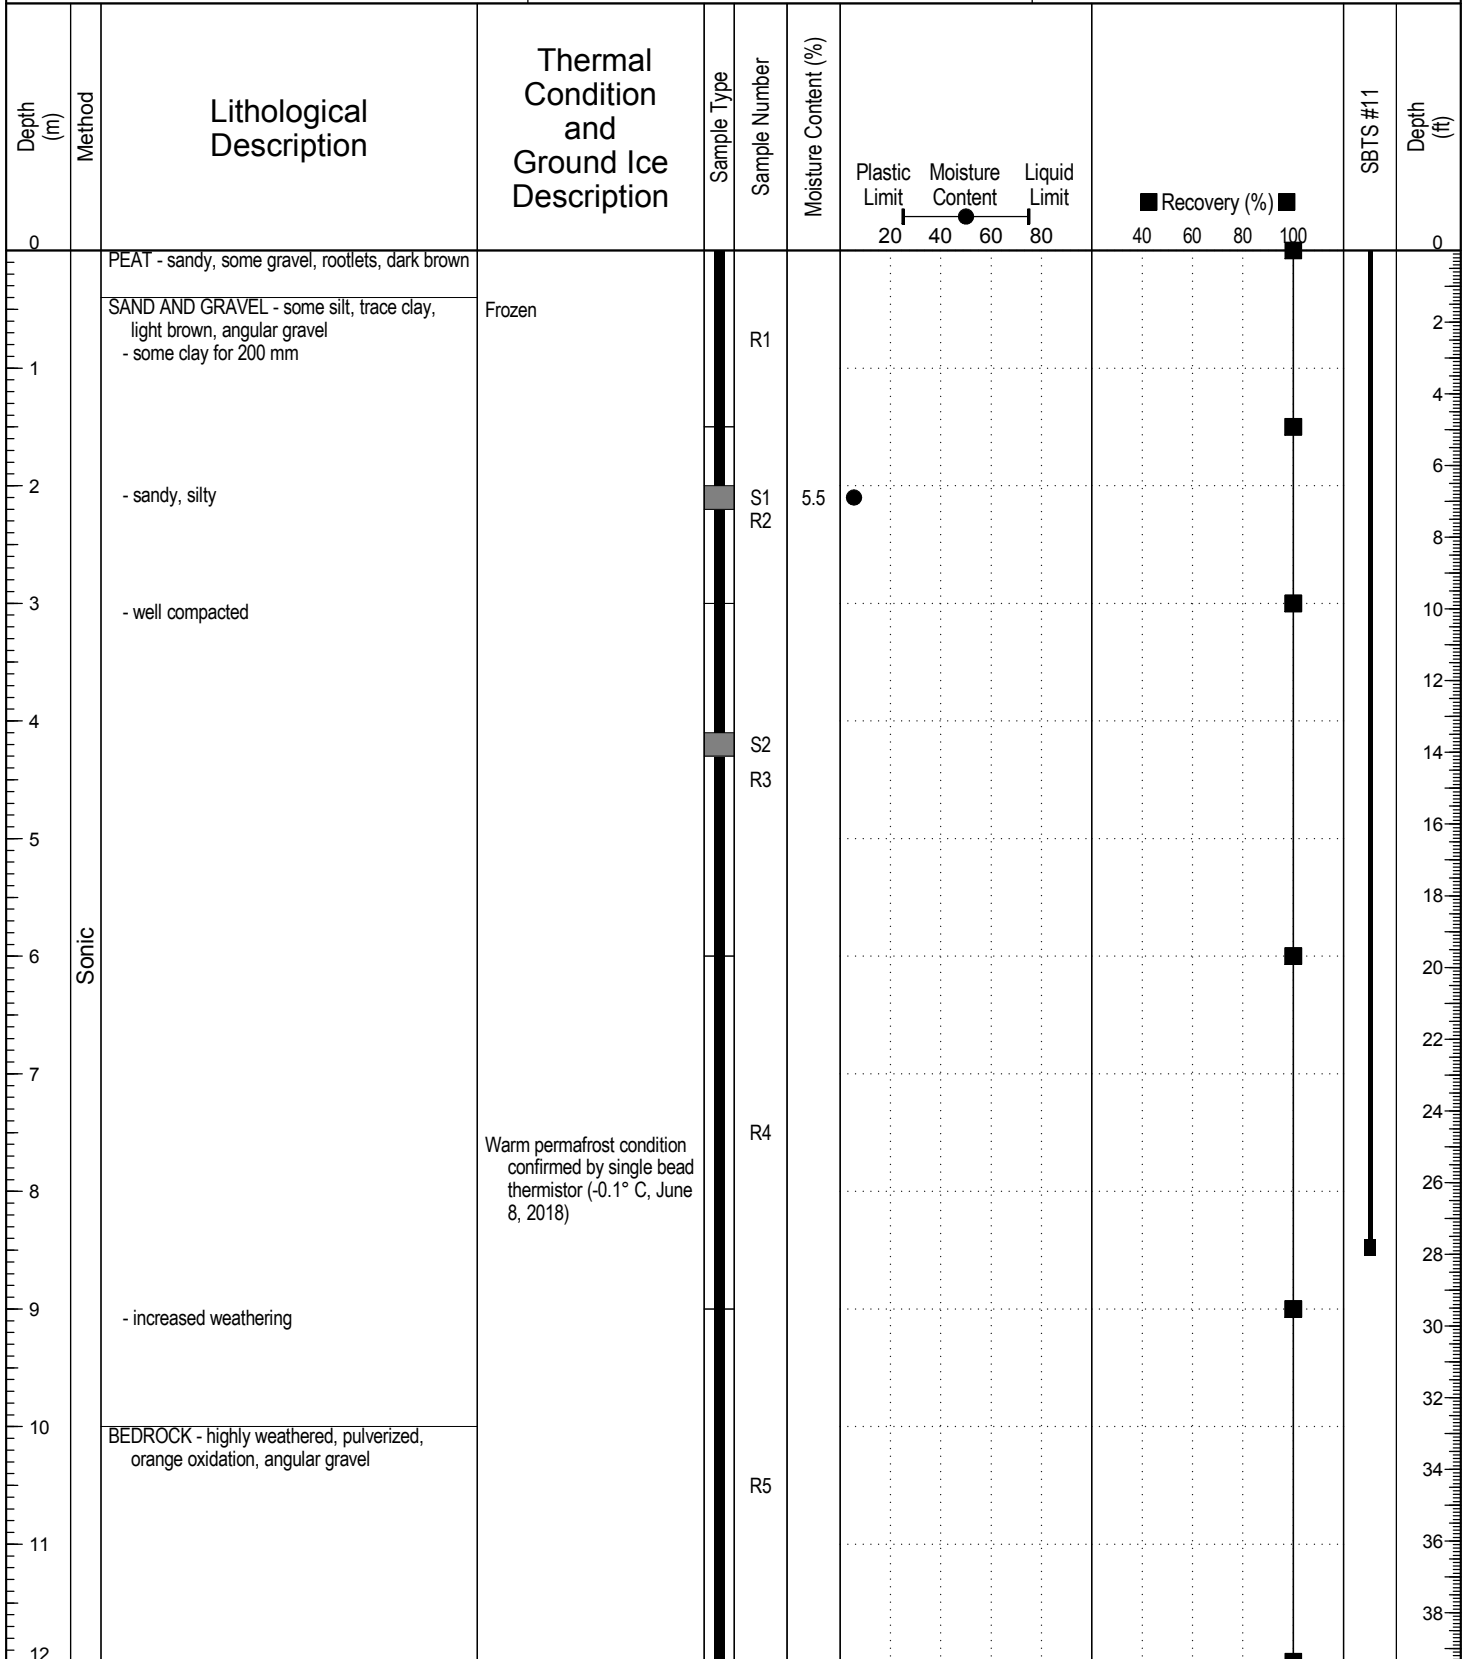 Depth
(m)
Method
Lithological
Description
Thermal
Condition
and
Ground Ice
Description
Sample Type
Sample Number
Moisture Content (%)
Plastic Moisture Liquid
Limit Content Limit
20 40 60 80
Recovery (%)
40 60 80 100
SBTS #11
Depth
(ft)
0 0
PEAT - sandy, some gravel, rootlets, dark brown
SAND AND GRAVEL - some silt, trace clay, Frozen
light brown, angular gravel 2
R1
- some clay for 200 mm
1
4
6
2 - sandy, silty S1 5.5
R2
8
3 - well compacted 10
12
4
S2 14
R3
5 16
18
Sonic
6
20
22
7
24
R4
Warm permafrost condition
confirmed by single bead
8 thermistor (-0.1° C, June 26
8, 2018)
28
9 - increased weathering
30
32
10
BEDROCK - highly weathered, pulverized,
orange oxidation, angular gravel
34
R5
11 36
38
12